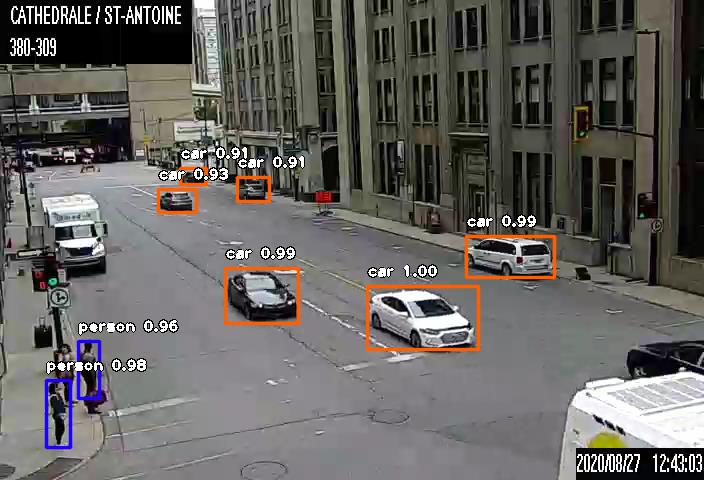 CATHEDRALE / ST-ANTOINE
380-309
car 0.91
car 0.91
car 0.93
car 0.99
car 0.99
car 1.00
person 0.96
person 0.98
2020/08/27 12:43:03